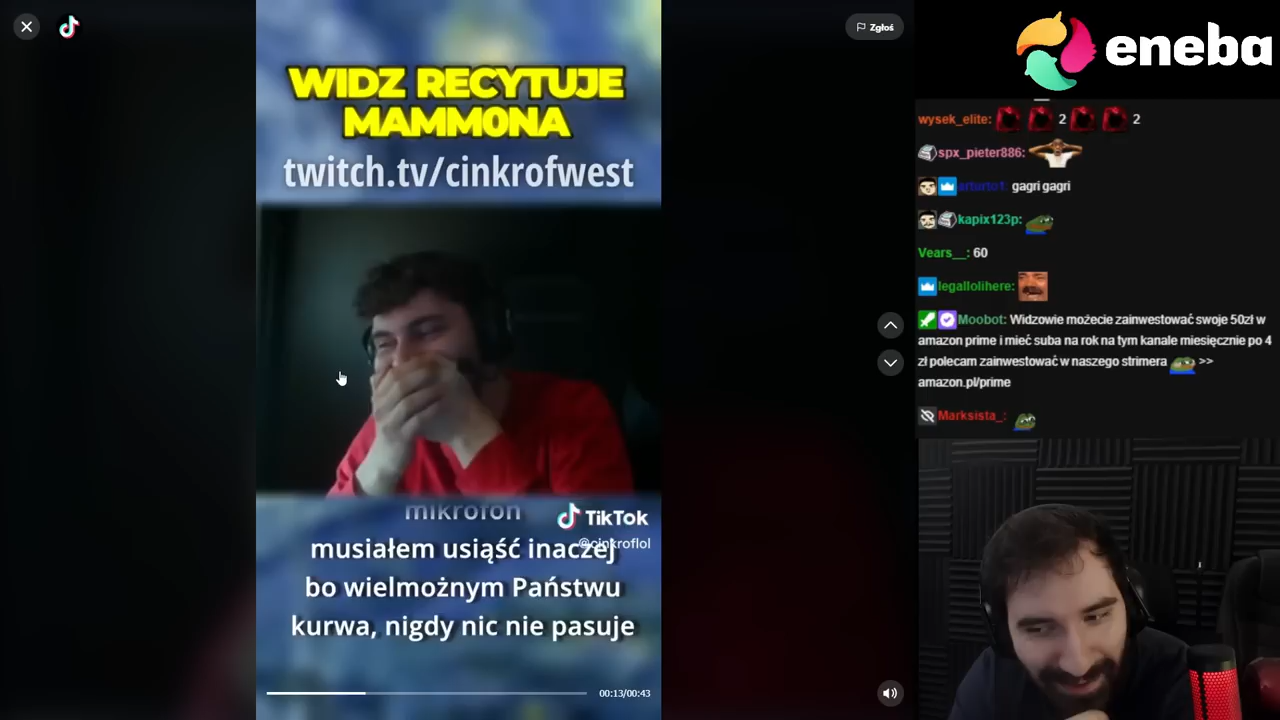 Zgłoś
WIDZ RECYTUJE
MAMM0NA
twitch.tv/cinkrofwest
mikrofon
musiałem usiąść inaczej
bo wielmożnym Państwu
kurwa, nigdy nic nie pasuje
TikTok
@cinkroflol
00:13/00:43
eneba
wysek_elite: 2 2
spx_pieter886:
arturto1: gagri gagri
kapix123p:
Vears__: 60
legallolihere:
Moobot: Widzowie możecie zainwestować swoje 50zł w
amazon prime i mieć suba na rok na tym kanale miesięcznie po 4
zł polecam zainwestować w naszego strimera >>
amazon.pl/prime
Marksista_: